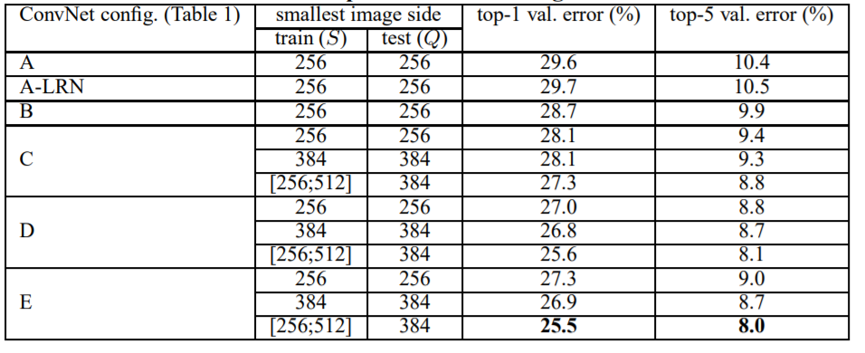 ConvNet config. (Table 1) smallest image side top-1 val. error (%) top-5 val. error (%)
train (S) test (Q)
A 256 256 29.6 10.4
A-LRN 256 256 29.7 10.5
B 256 256 28.7 9.9
C 256 256 28.1 9.4
384 384 28.1 9.3
[256;512] 384 27.3 8.8
D 256 256 27.0 8.8
384 384 26.8 8.7
[256;512] 384 25.6 8.1
E 256 256 27.3 9.0
384 384 26.9 8.7
[256;512] 384 25.5 8.0